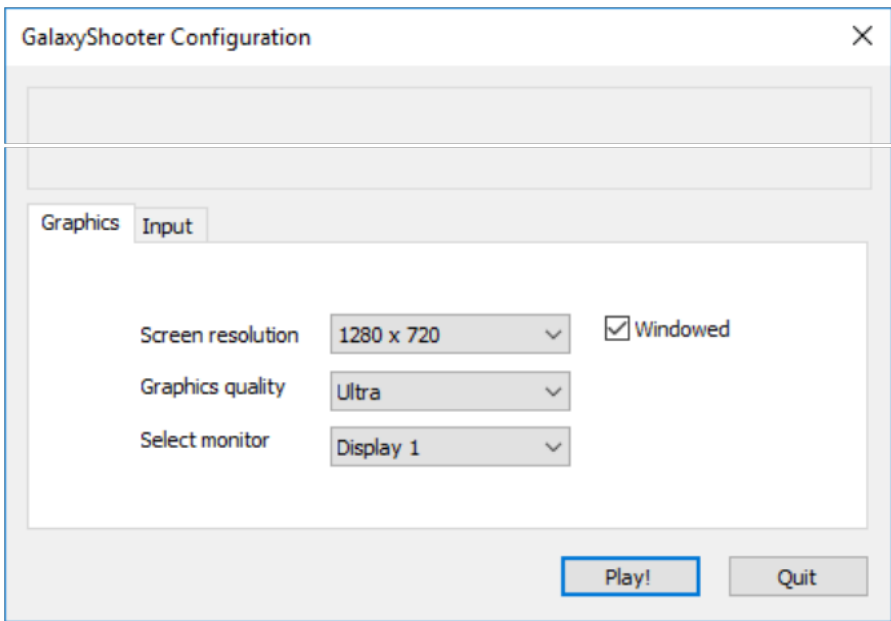 GalaxyShooter Configuration
Graphics Input
Screen resolution 1280 x 720 Windowed
Graphics quality Ultra
Select monitor Display 1
Play! Quit